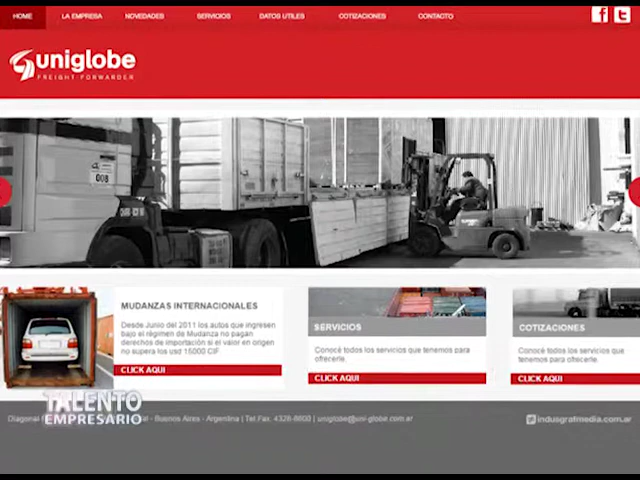 HOME LA EMPRESA NOVEDADES SERVICIOS DATOS UTILES COTIZACIONES CONTACTO
uniglobe
FREIGHT FORWARDER
008
MUDANZAS INTERNACIONALES
Desde Junio del 2011 los autos que ingresen
bajo el régimen de Mudanza no pagan
derechos de importación si el valor en origen
no supera los usd 15000 CIF
CLICK AQUI
SERVICIOS
Conocé todos los servicios que tenemos para
ofrecerle.
CLICK AQUI
COTIZACIONES
Conocé todos los servicios que tenemos
para ofrecerle.
CLICK AQUI
TALENTO
EMPRESARIO
Diagonal - Buenos Aires - Argentina | Tel.Fax. 4328-8600 | uniglobe@uni-globe.com.ar
indusgrafmedia.com.ar